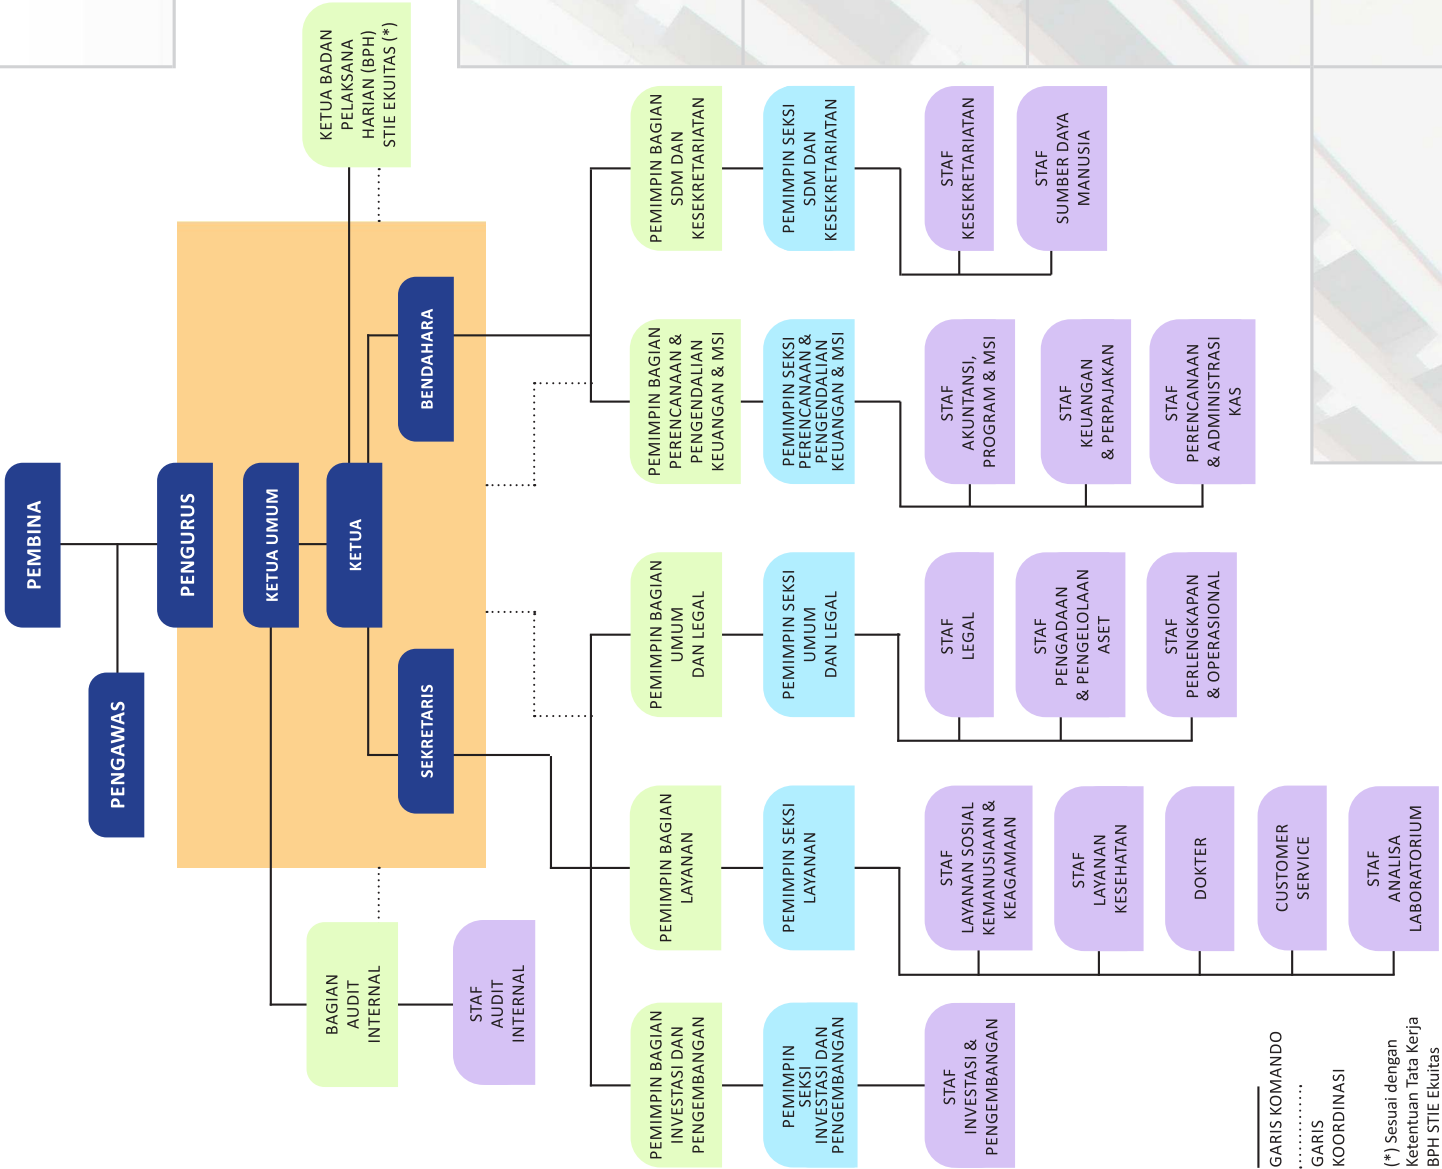 PEMBINA
PENGAWAS
PENGURUS
KETUA UMUM
KETUA
SEKRETARIS
BENDAHARA
KETUA BADAN
PELAKSANA
HARIAN (BPH)
STIE EKUITAS (*)
BAGIAN
AUDIT
INTERNAL
STAF
AUDIT
INTERNAL
PEMIMPIN BAGIAN
INVESTASI DAN
PENGEMBANGAN
PEMIMPIN BAGIAN
LAYANAN
PEMIMPIN BAGIAN
UMUM
DAN LEGAL
PEMIMPIN BAGIAN
PERENCANAAN &
PENGENDALIAN
KEUANGAN & MSI
PEMIMPIN BAGIAN
SDM DAN
KESEKRETARIATAN
PEMIMPIN
SEKSI
INVESTASI DAN
PENGEMBANGAN
PEMIMPIN SEKSI
LAYANAN
PEMIMPIN SEKSI
UMUM
DAN LEGAL
PEMIMPIN SEKSI
PERENCANAAN &
PENGENDALIAN
KEUANGAN & MSI
PEMIMPIN SEKSI
SDM DAN
KESEKRETARIATAN
STAF
INVESTASI &
PENGEMBANGAN
STAF
LAYANAN SOSIAL
KEMANUSIAAN &
KEAGAMAAN
STAF
LAYANAN
KESEHATAN
DOKTER
CUSTOMER
SERVICE
STAF
ANALISA
LABORATORIUM
STAF
LEGAL
STAF
PENGADAAN
& PENGELOLAAN
ASET
STAF
PERLENGKAPAN
& OPERASIONAL
STAF
AKUNTANSI,
PROGRAM & MSI
STAF
KEUANGAN
& PERPAJAKAN
STAF
PERENCANAAN
& ADMINISTRASI
KAS
STAF
KESEKRETARIATAN
STAF
SUMBER DAYA
MANUSIA
GARIS KOMANDO
GARIS
KOORDINASI
(*) Sesuai dengan
Ketentuan Tata Kerja
BPH STIE Ekuitas